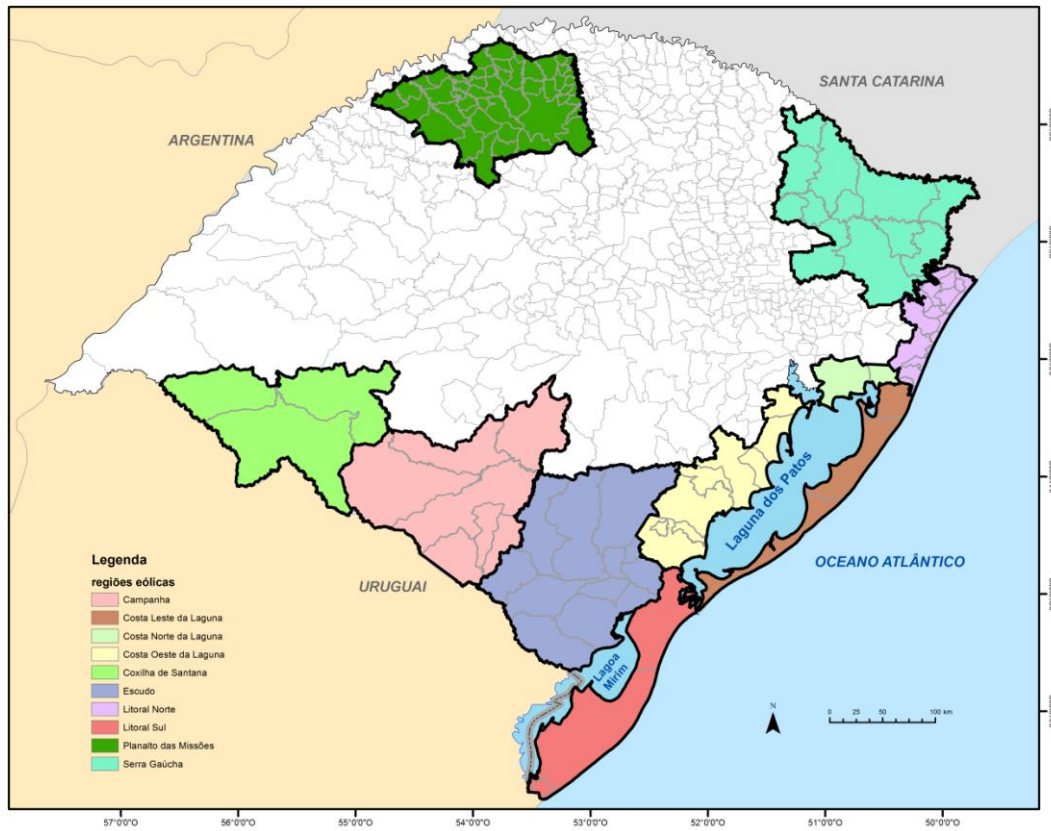 SANTA CATARINA
ARGENTINA
Laguna dos Patos
OCEANO ATLÂNTICO
URUGUAI
Lagoa
Mirim
Legenda
regiões eólicas
Campanha
Costa Leste da Laguna
Costa Norte da Laguna
Costa Oeste da Laguna
Coxilha de Santana
Escudo
Litoral Norte
Litoral Sul
Planalto das Missões
Serra Gaúcha
N
0 25 50 100 km
57°0'0"O 56°0'0"O 55°0'0"O 54°0'0"O 53°0'0"O 52°0'0"O 51°0'0"O 50°0'0"O